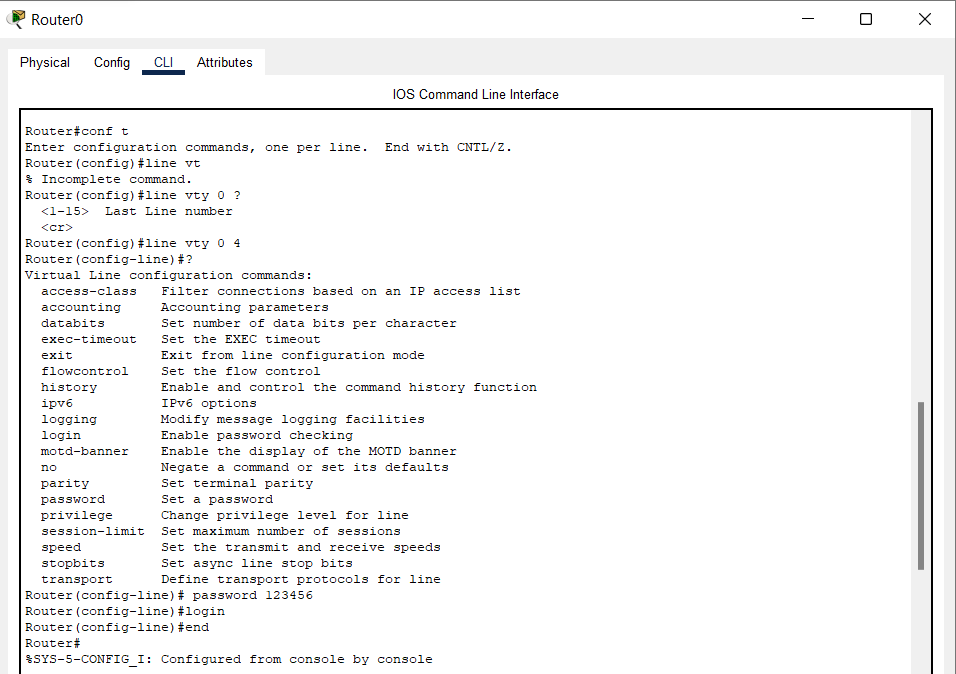 Router0
Physical Config CLI Attributes
IOS Command Line Interface
Router#conf t
Enter configuration commands, one per line.  End with CNTL/Z.
Router(config)#line vt
% Incomplete command.
Router(config)#line vty 0 ?
  <1-15>  Last Line number
  <cr>
Router(config)#line vty 0 4
Router(config-line)#?
Virtual Line configuration commands:
  access-class   Filter connections based on an IP access list
  accounting     Accounting parameters
  databits       Set number of data bits per character
  exec-timeout   Set the EXEC timeout
  exit           Exit from line configuration mode
  flowcontrol    Set the flow control
  history        Enable and control the command history function
  ipv6           IPv6 options
  logging        Modify message logging facilities
  login          Enable password checking
  motd-banner    Enable the display of the MOTD banner
  no             Negate a command or set its defaults
  parity         Set terminal parity
  password       Set a password
  privilege      Change privilege level for line
  session-limit  Set maximum number of sessions
  speed          Set the transmit and receive speeds
  stopbits       Set async line stop bits
  transport      Define transport protocols for line
Router(config-line)# password 123456
Router(config-line)#login
Router(config-line)#end
Router#
%SYS-5-CONFIG_I: Configured from console by console